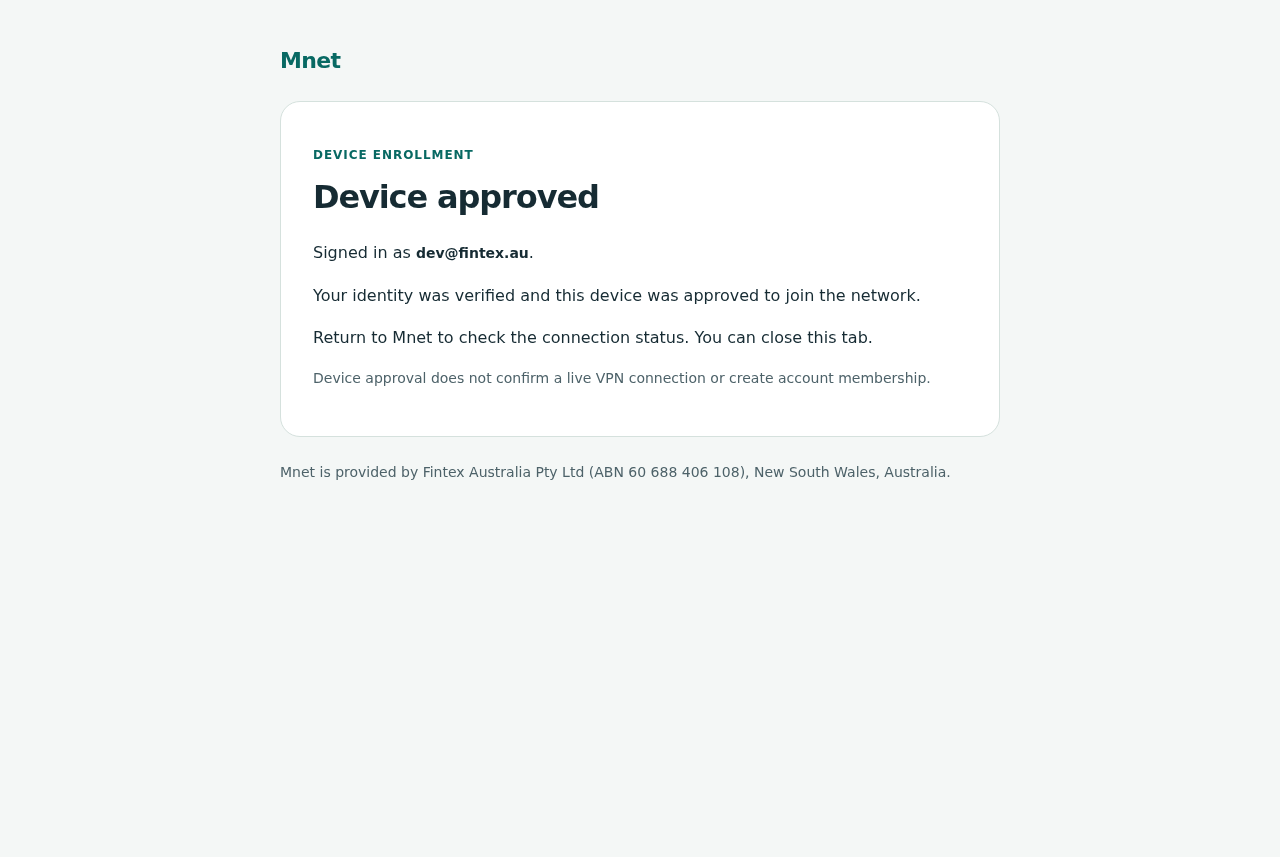 Mnet
DEVICE ENROLLMENT
Device approved
Signed in as dev@fintex.au.
Your identity was verified and this device was approved to join the network.
Return to Mnet to check the connection status. You can close this tab.
Device approval does not confirm a live VPN connection or create account membership.
Mnet is provided by Fintex Australia Pty Ltd (ABN 60 688 406 108), New South Wales, Australia.